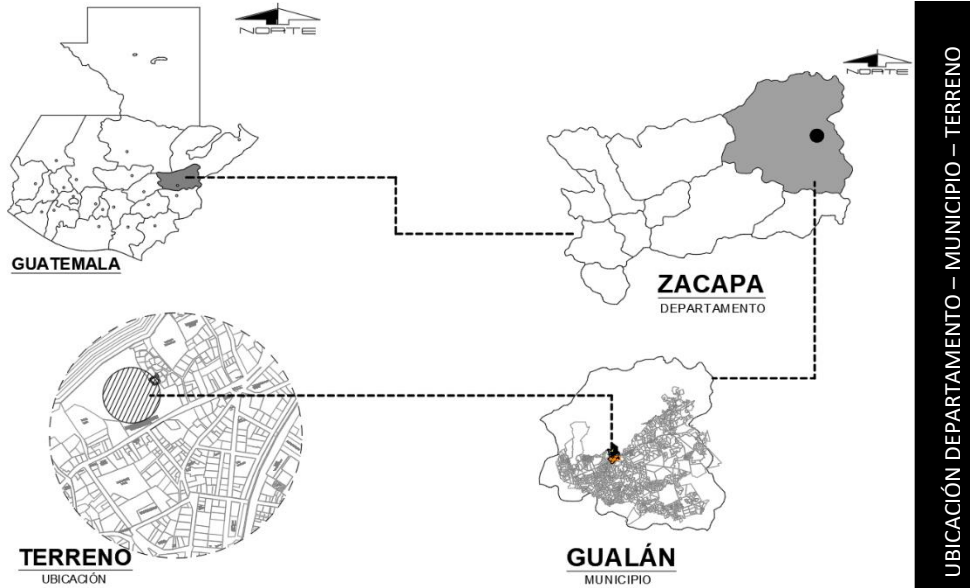 NORTE
GUATEMALA
NORTE
ZACAPA
DEPARTAMENTO
TERRENO
UBICACIÓN
GUALÁN
MUNICIPIO
UBICACIÓN DEPARTAMENTO – MUNICIPIO – TERRENO